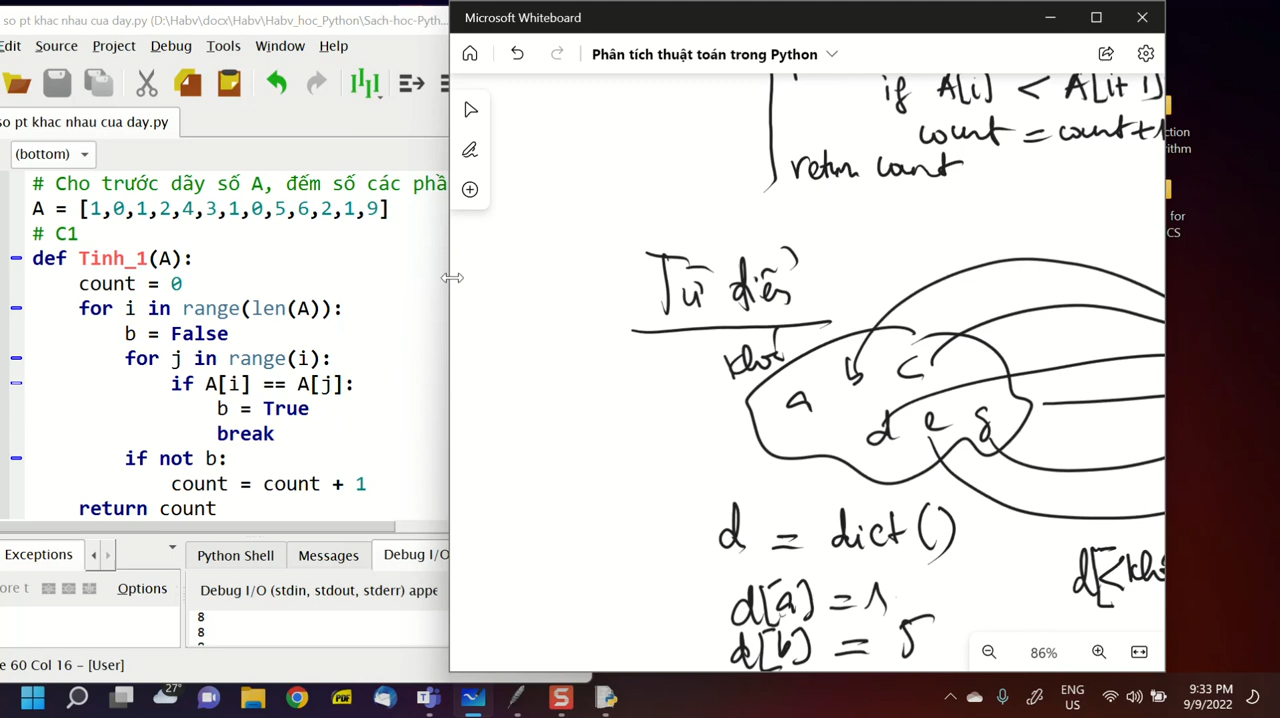 so pt khac nhau cua day.py (D:\Habv\docx\Habv\Habv_hoc_Python\Sach-hoc-Pyth...
Edit Source Project Debug Tools Window Help
so pt khac nhau cua day.py
(bottom)
# Cho trước dãy số A, đếm số các phầ
A = [1,0,1,2,4,3,1,0,5,6,2,1,9]
# C1
def Tinh_1(A):
count = 0
for i in range(len(A)):
b = False
for j in range(i):
if A[i] == A[j]:
b = True
break
if not b:
count = count + 1
return count
Exceptions
Python Shell Messages Debug I/O
ore t Options
Debug I/O (stdin, stdout, stderr) appe
8
8
e 60 Col 16 - [User]
Microsoft Whiteboard
Phân tích thuật toán trong Python
if A[i] < A[i+1]
count = count+1
return count
Từ điển
khoá
a b c
d e g
d = dict()
d[a] = 1
d[b] = 5
d[<kho
86%
ction
rithm
for
CS
27°
ENG
US
9:33 PM
9/9/2022